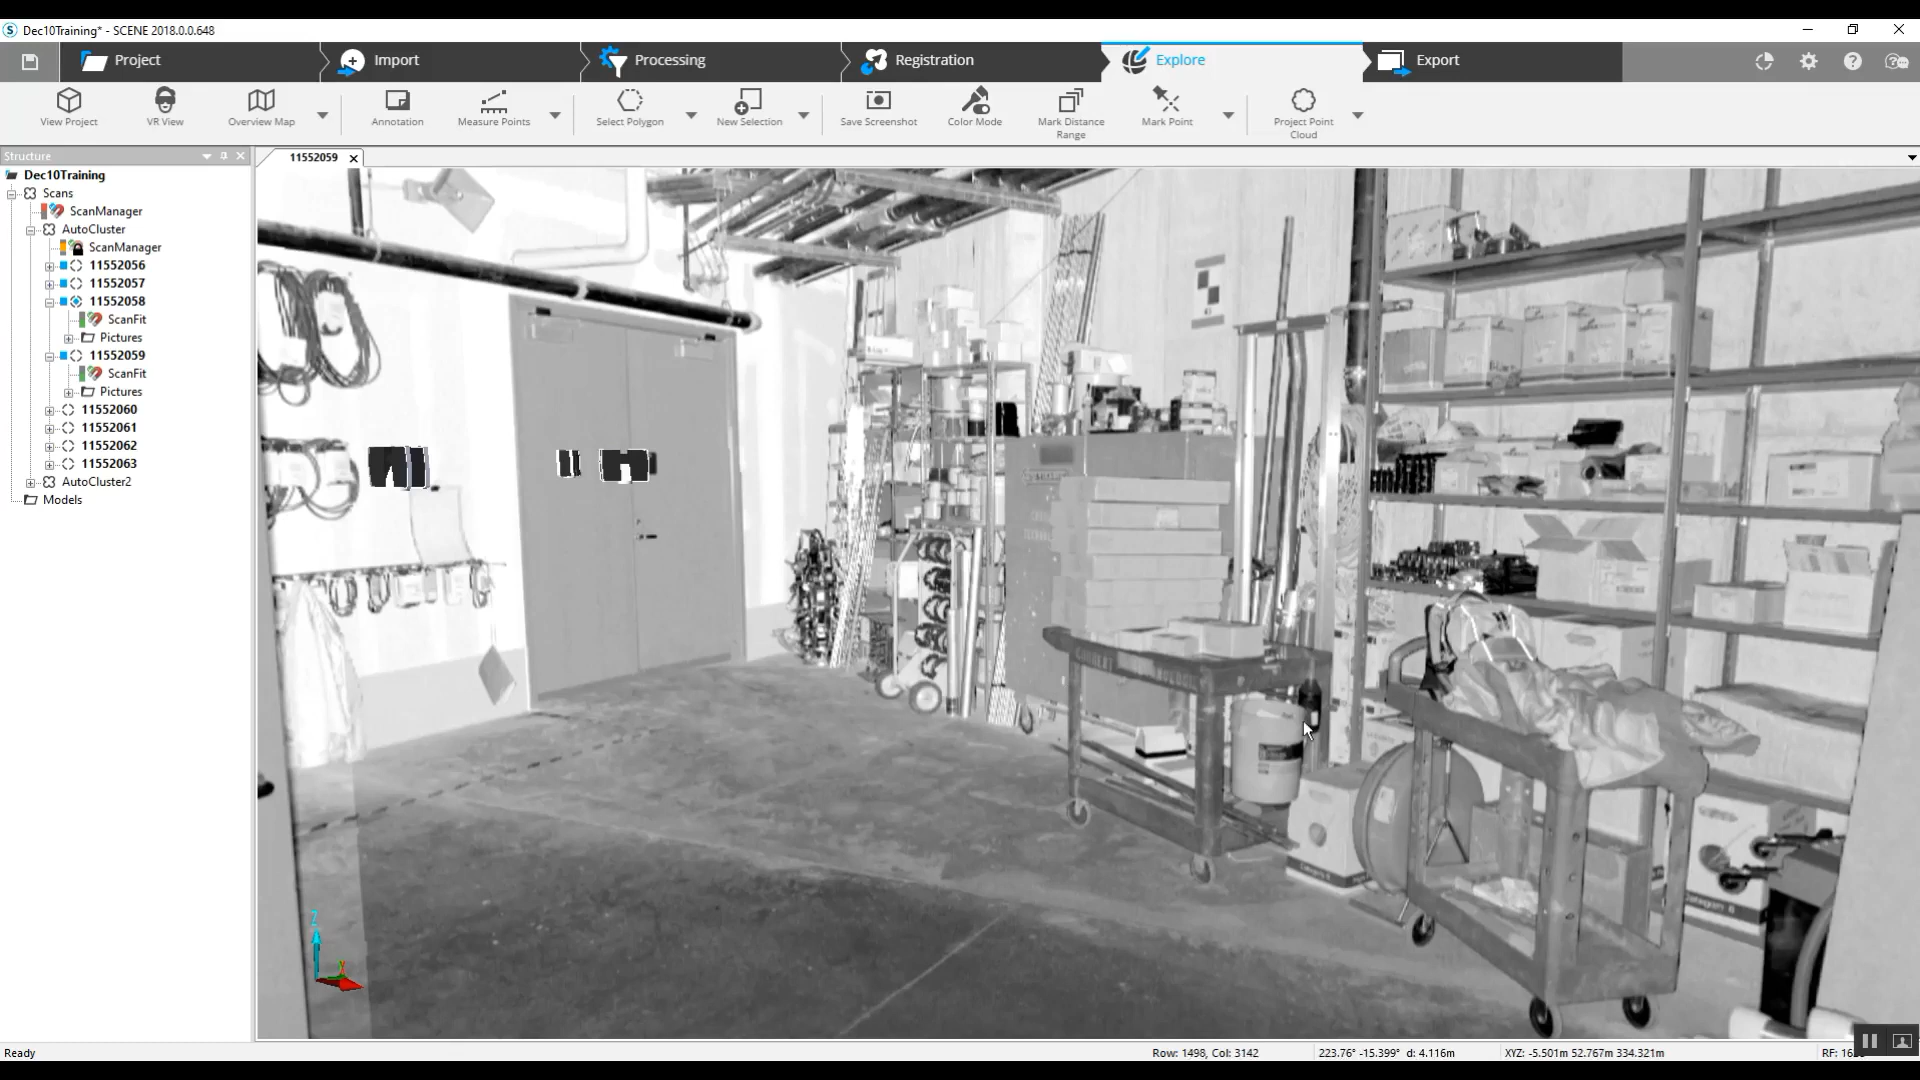 Dec10Training* - SCENE 2018.0.0.648
Project
Import
Processing
Registration
Explore
Export
View Project
VR View
Overview Map
Annotation
Measure Points
Select Polygon
New Selection
Save Screenshot
Color Mode
Mark Distance
Range
Mark Point
Project Point
Cloud
Structure
11552059
Dec10Training
Scans
ScanManager
AutoCluster
ScanManager
11552056
11552057
11552058
ScanFit
Pictures
11552059
ScanFit
Pictures
11552060
11552061
11552062
11552063
AutoCluster2
Models
Z
Ready
Row: 1498, Col: 3142
223.76° -15.399° d: 4.116m
XYZ: -5.501m 52.767m 334.321m
RF: